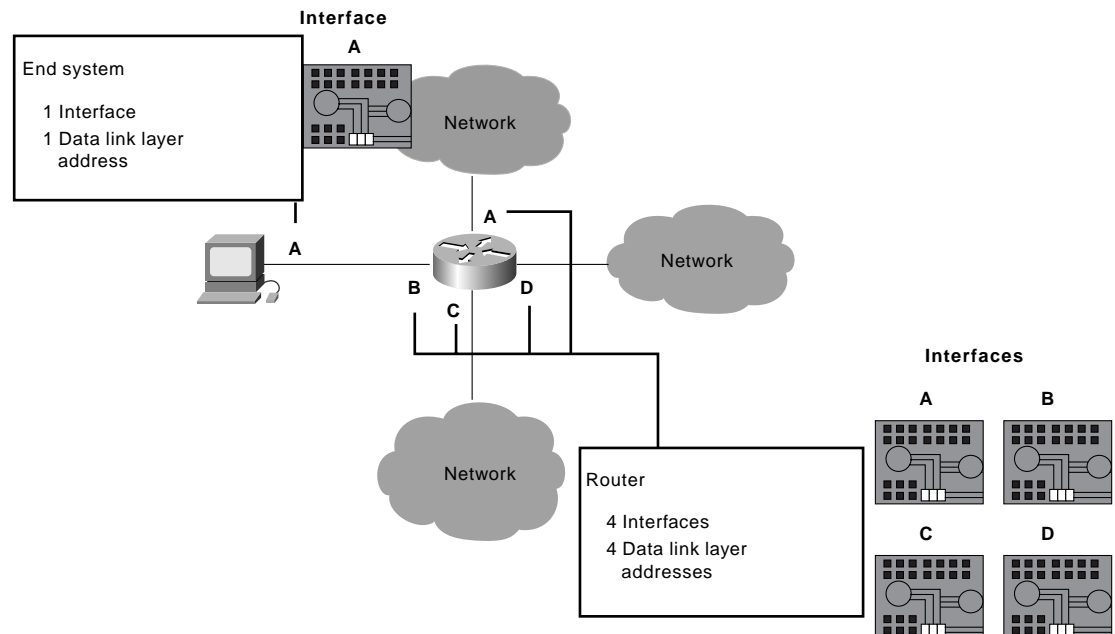 Interface
A
End system
1 Interface
1 Data link layer
address
Network
A
A
Network
B
D
C
Interfaces
A
B
Network
Router
4 Interfaces
4 Data link layer
addresses
C
D